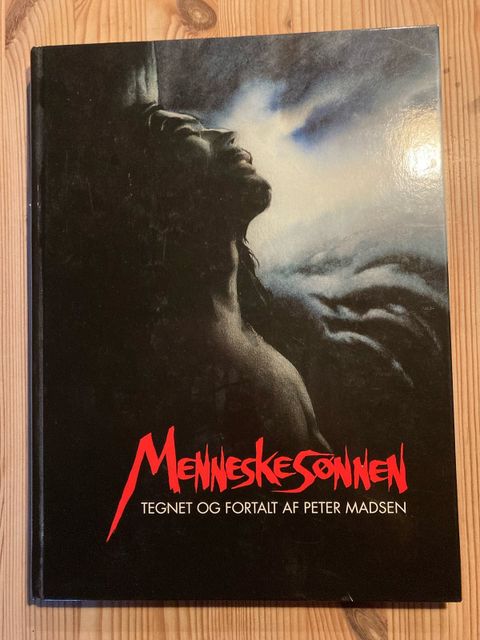 MENNESKESØNNEN
TEGNET OG FORTALT AF PETER MADSEN